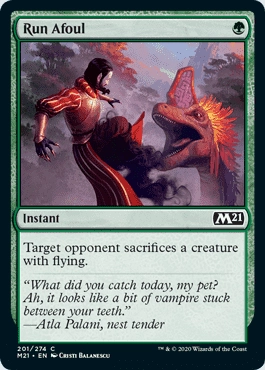 Run Afoul
Instant
M21
Target opponent sacrifices a creature
with flying.
“What did you catch today, my pet?
Ah, it looks like a bit of vampire stuck
between your teeth.”
—Atla Palani, nest tender
201/274 C
M21 • EN CRISTI BALANESCU
™ & © 2020 Wizards of the Coast